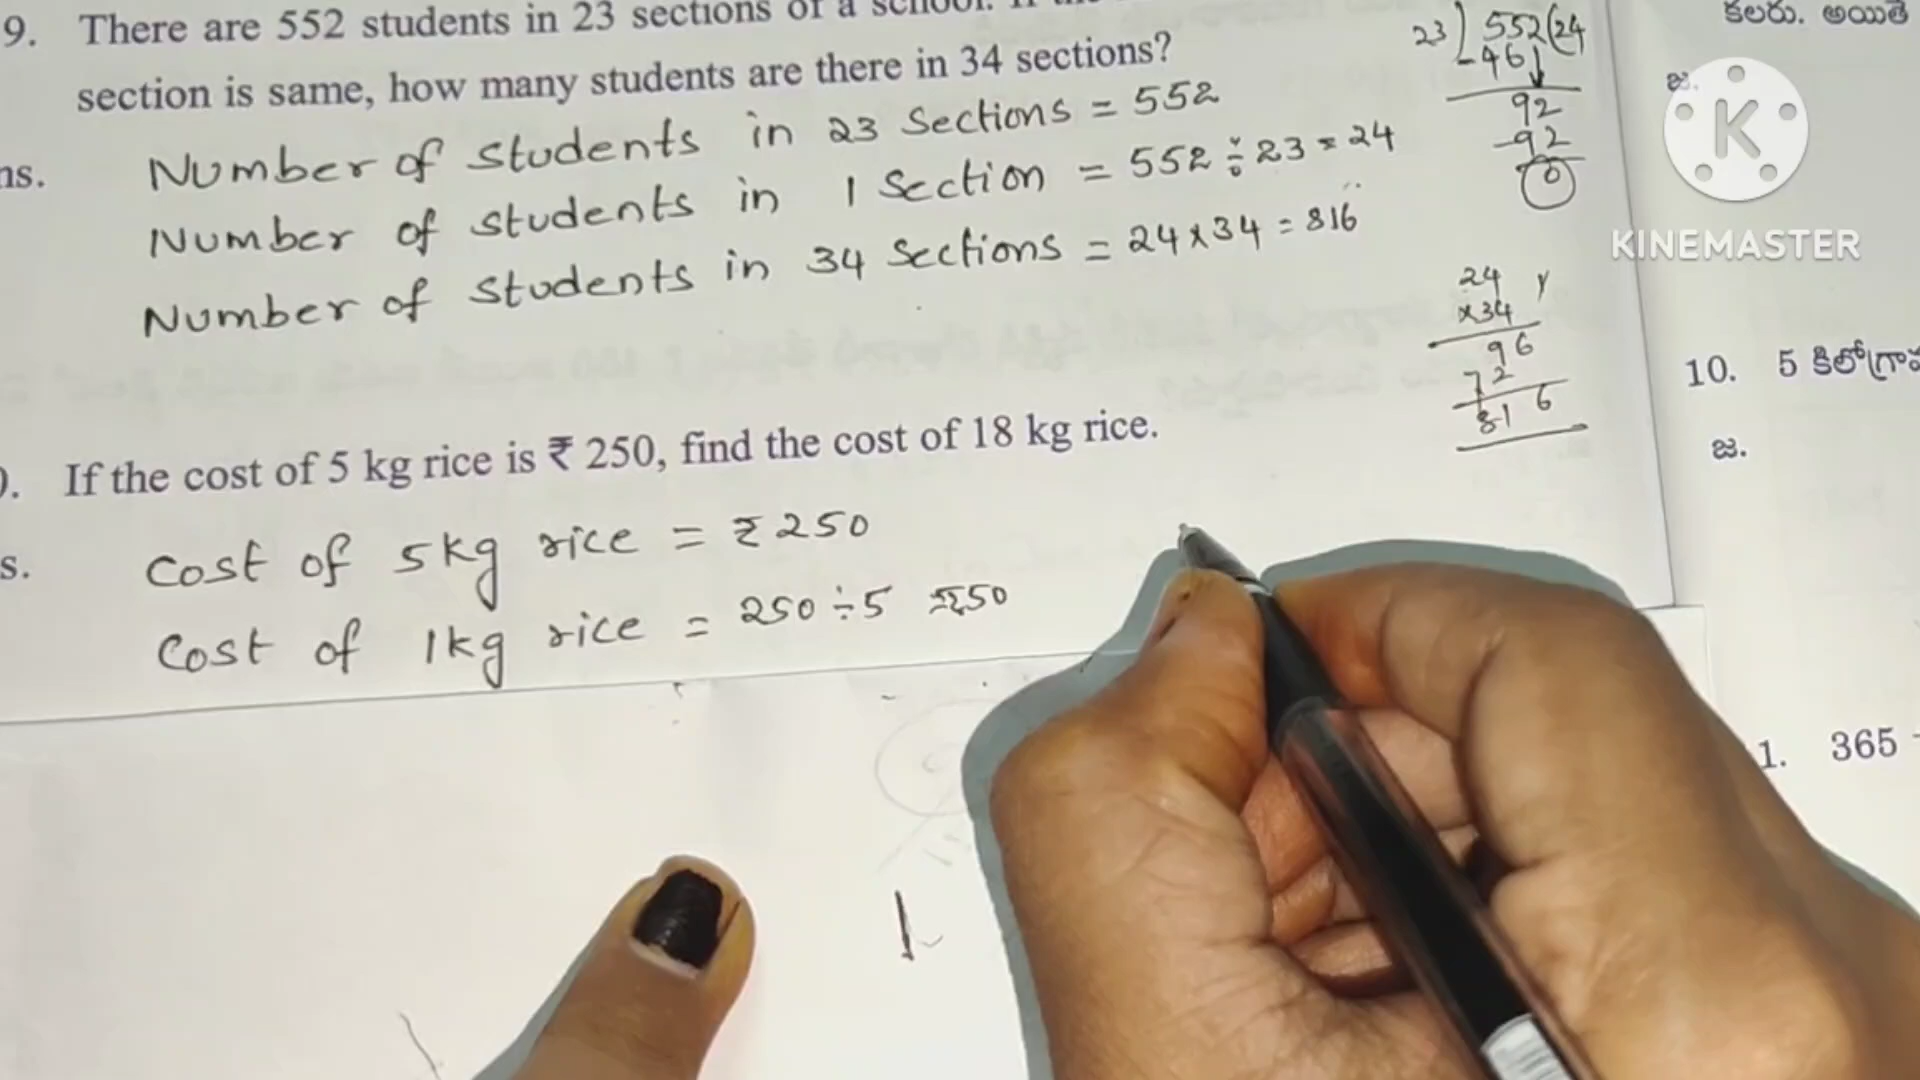 9. There are 552 students in 23 sections of a school.
section is same, how many students are there in 34 sections?
ns.
Number of students in 23 sections = 552
Number of students in 1 section = 552 ÷ 23 = 24
Number of students in 34 sections = 24 x 34 = 816
23 ) 552 ( 24
- 46
92
- 92
0
24
x 34
96
72
816
If the cost of 5 kg rice is ₹ 250, find the cost of 18 kg rice.
s.
Cost of 5kg rice = ₹ 250
Cost of 1kg rice = 250 ÷ 5 = ₹50
KINEMASTER
కలరు. అయితే
జ.
10. 5 కిలోగ్రా
జ.
1. 365